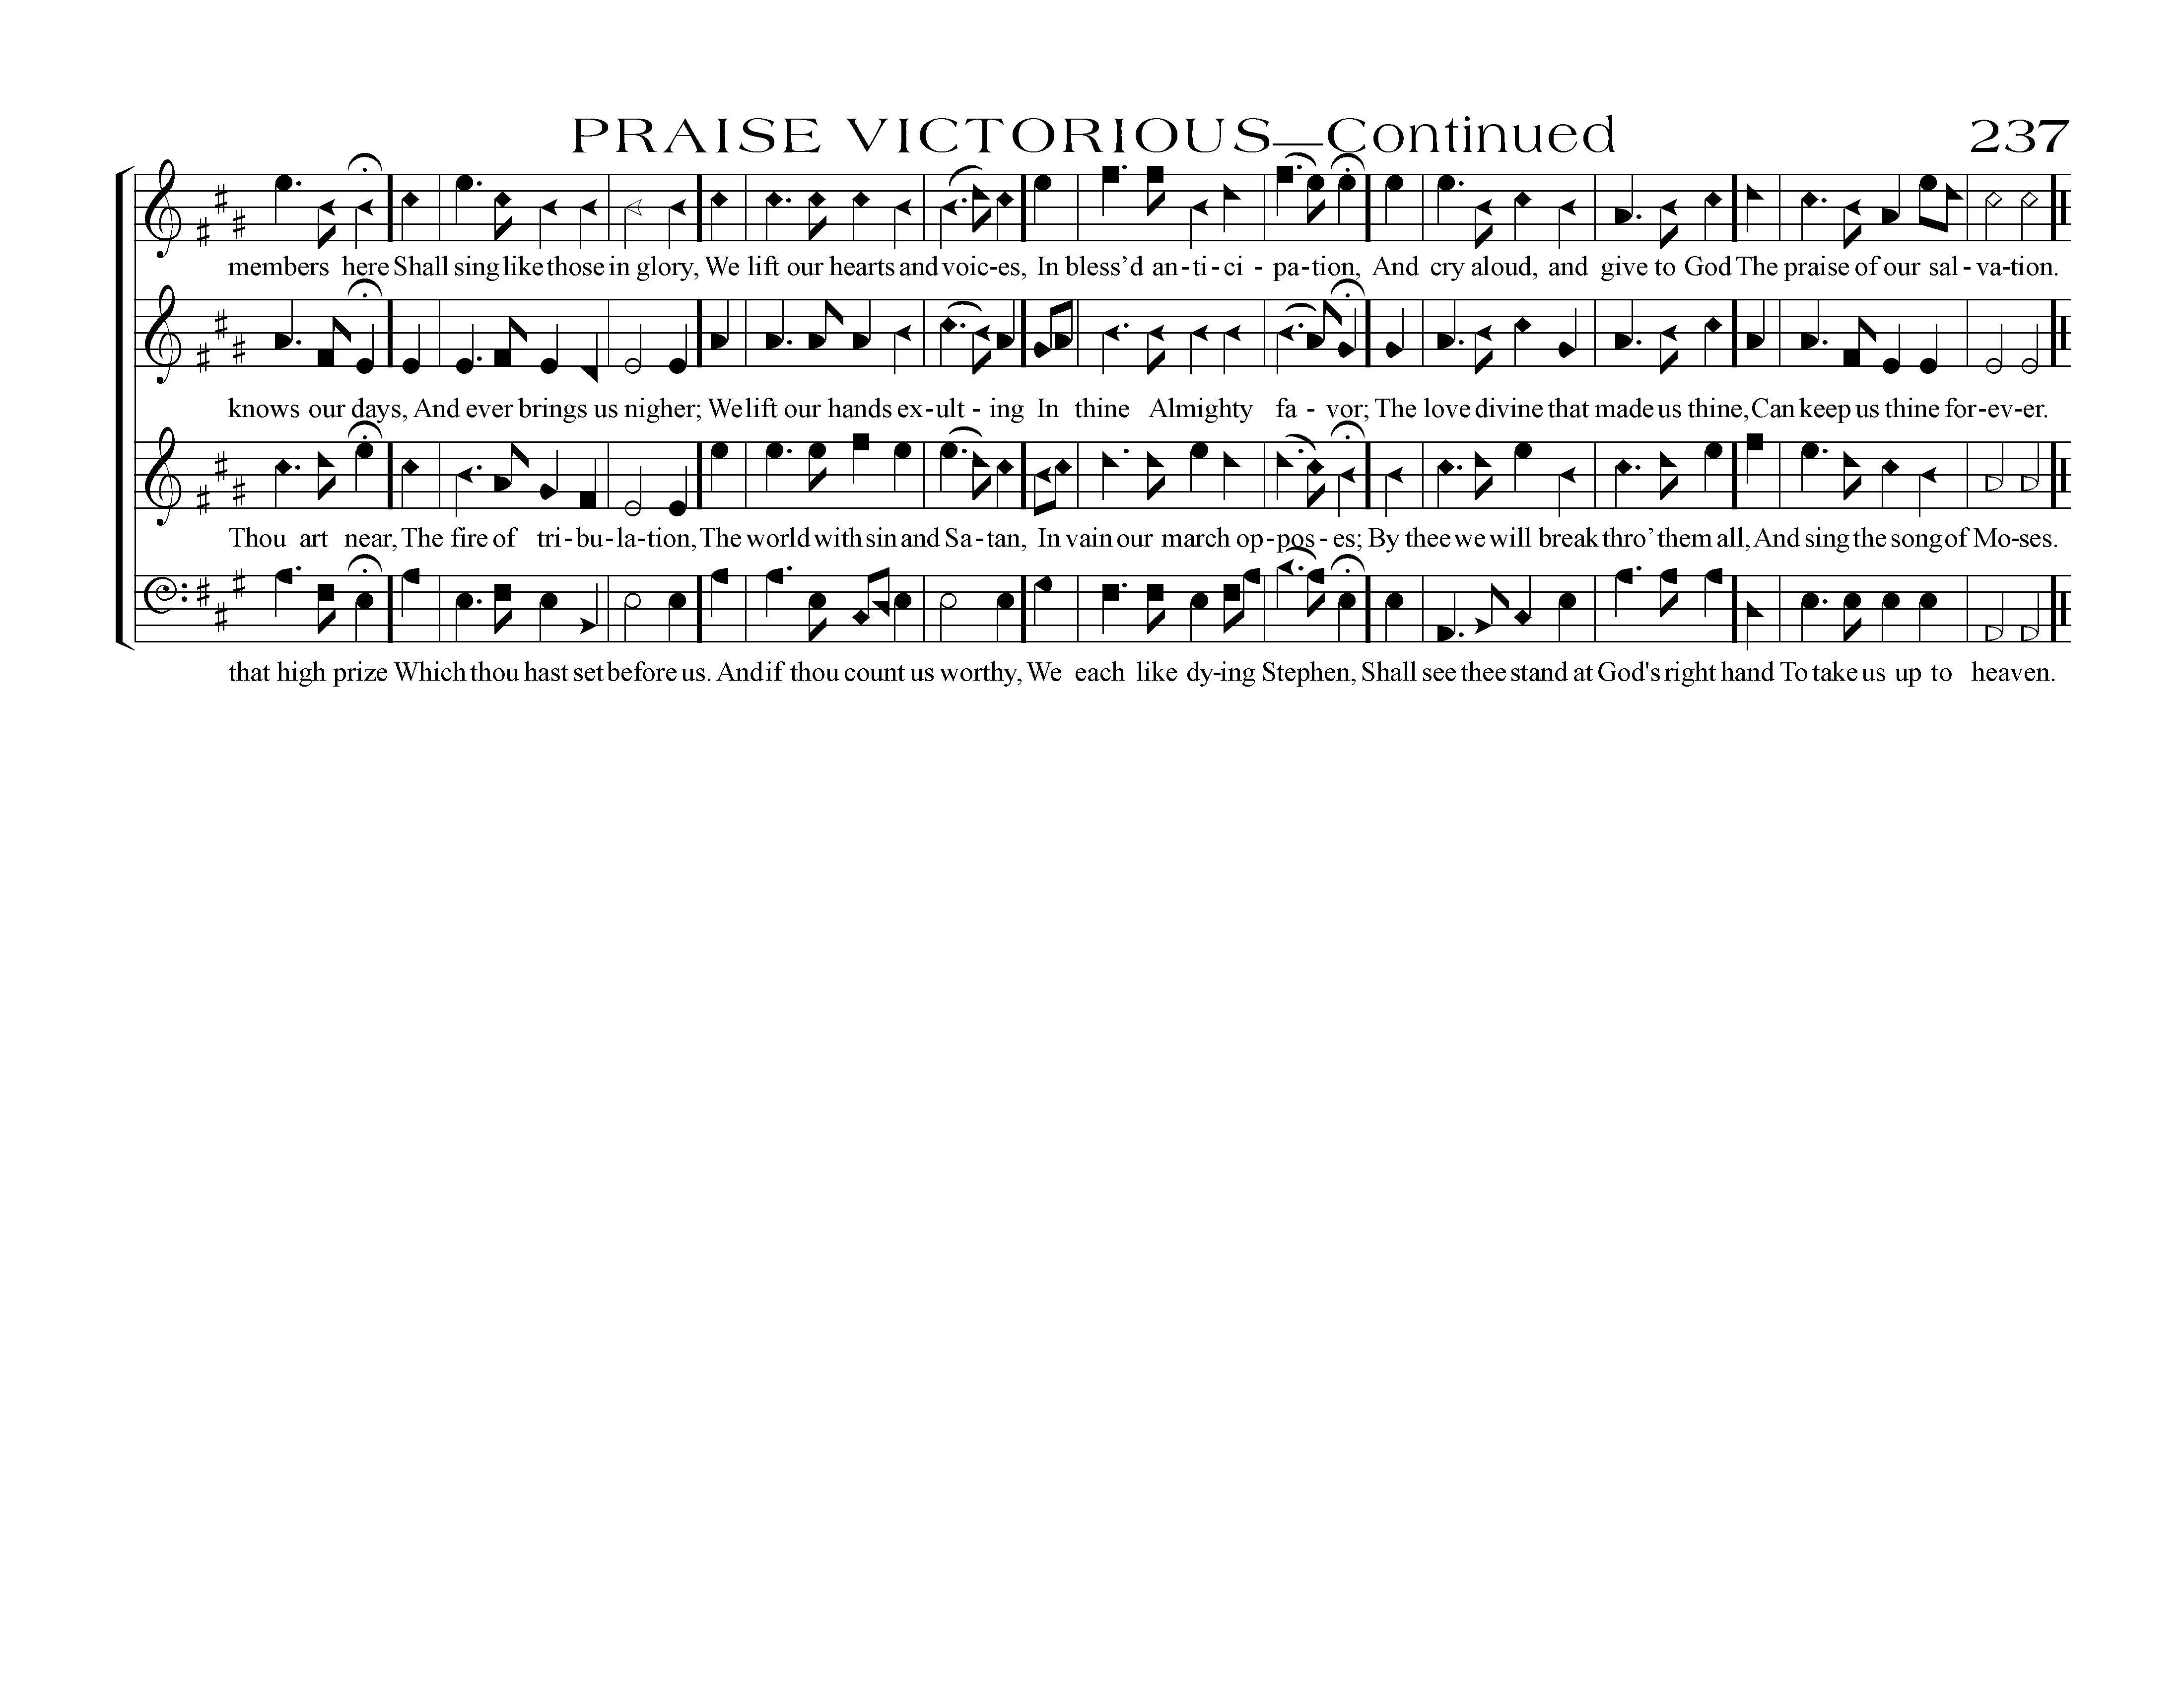 PRAISE VICTORIOUS—Continued 237
members here Shall sing like those in glory, We lift our hearts and voic-es, In bless’d an-ti-ci - pa-tion, And cry aloud, and give to God The praise of our sal-va-tion.
knows our days, And ever brings us nigher; We lift our hands ex-ult - ing In thine Almighty fa - vor; The love divine that made us thine, Can keep us thine for-ev-er.
Thou art near, The fire of tri-bu-la-tion, The world with sin and Sa-tan, In vain our march op-pos-es; By thee we will break thro’ them all, And sing the song of Mo-ses.
that high prize Which thou hast set before us. And if thou count us worthy, We each like dy-ing Stephen, Shall see thee stand at God's right hand To take us up to heaven.